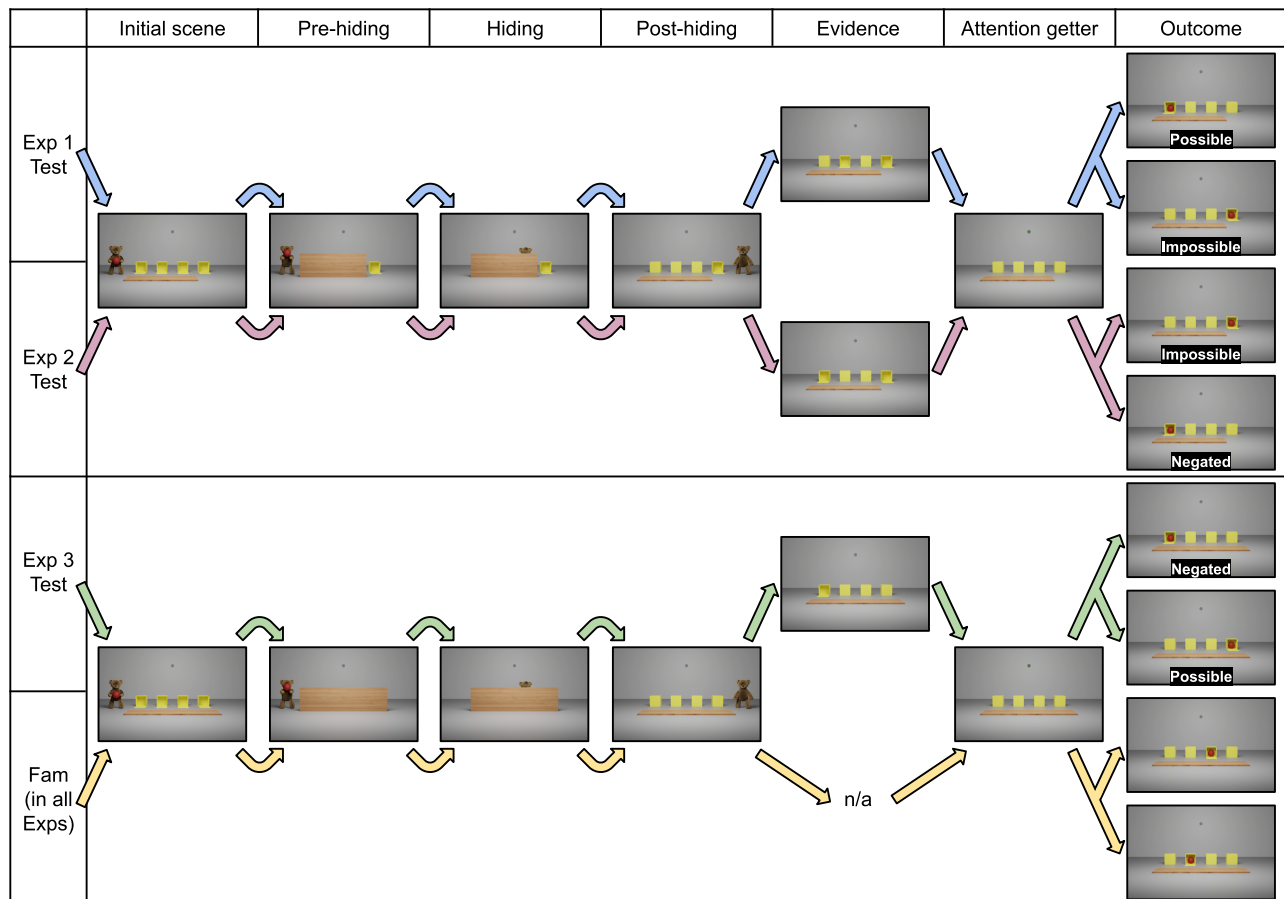 Initial scene
Pre-hiding
Hiding
Post-hiding
Evidence
Attention getter
Outcome
Exp 1
Test
Possible
Impossible
Exp 2
Test
Impossible
Negated
Exp 3
Test
Negated
Possible
Fam
(in all
Exps)
n/a